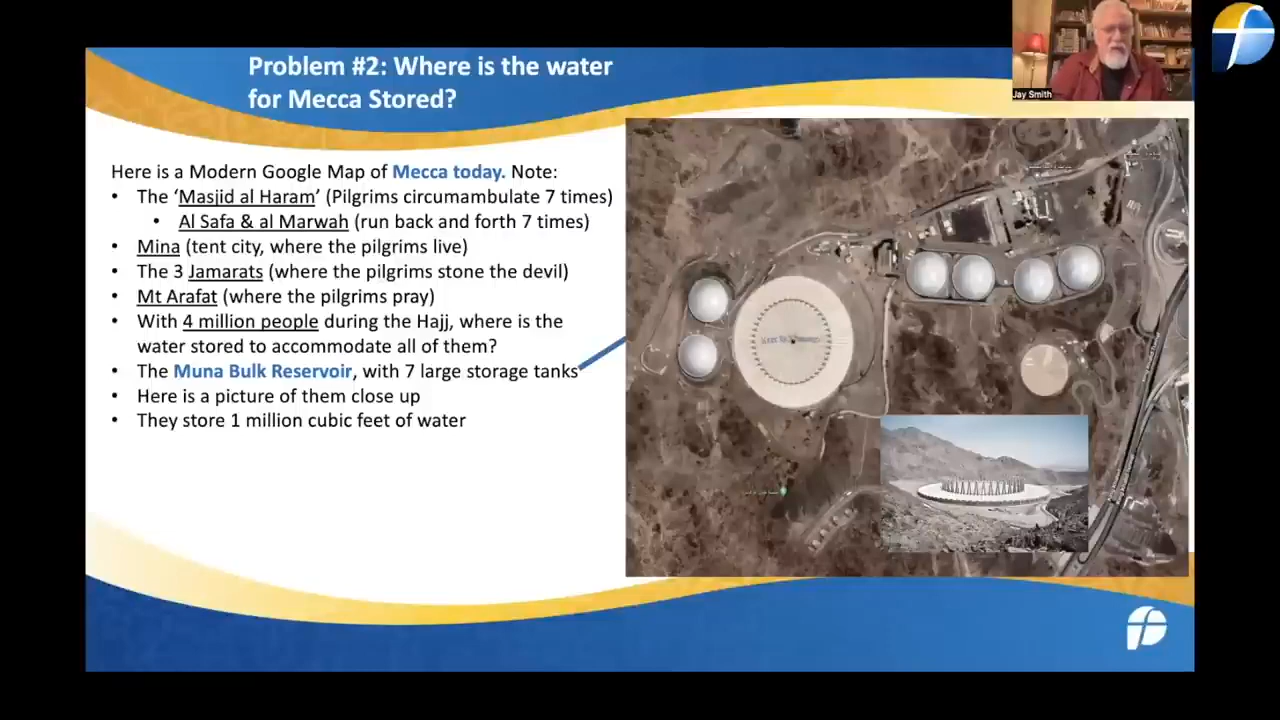 Problem #2: Where is the water
for Mecca Stored?
Jay Smith
Here is a Modern Google Map of Mecca today. Note:
• The ‘Masjid al Haram’ (Pilgrims circumambulate 7 times)
• Al Safa & al Marwah (run back and forth 7 times)
• Mina (tent city, where the pilgrims live)
• The 3 Jamarats (where the pilgrims stone the devil)
• Mt Arafat (where the pilgrims pray)
• With 4 million people during the Hajj, where is the
water stored to accommodate all of them?
• The Muna Bulk Reservoir, with 7 large storage tanks
• Here is a picture of them close up
• They store 1 million cubic feet of water